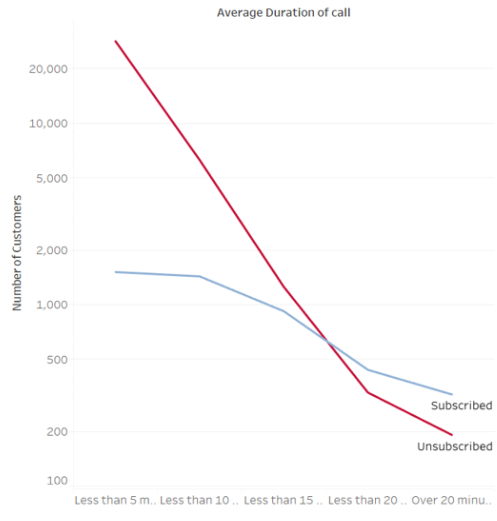 Average Duration of call
Number of Customers
20,000
10,000
5,000
2,000
1,000
500
200
100
Subscribed
Unsubscribed
Less than 5 m.. Less than 10 .. Less than 15 .. Less than 20 .. Over 20 minu..